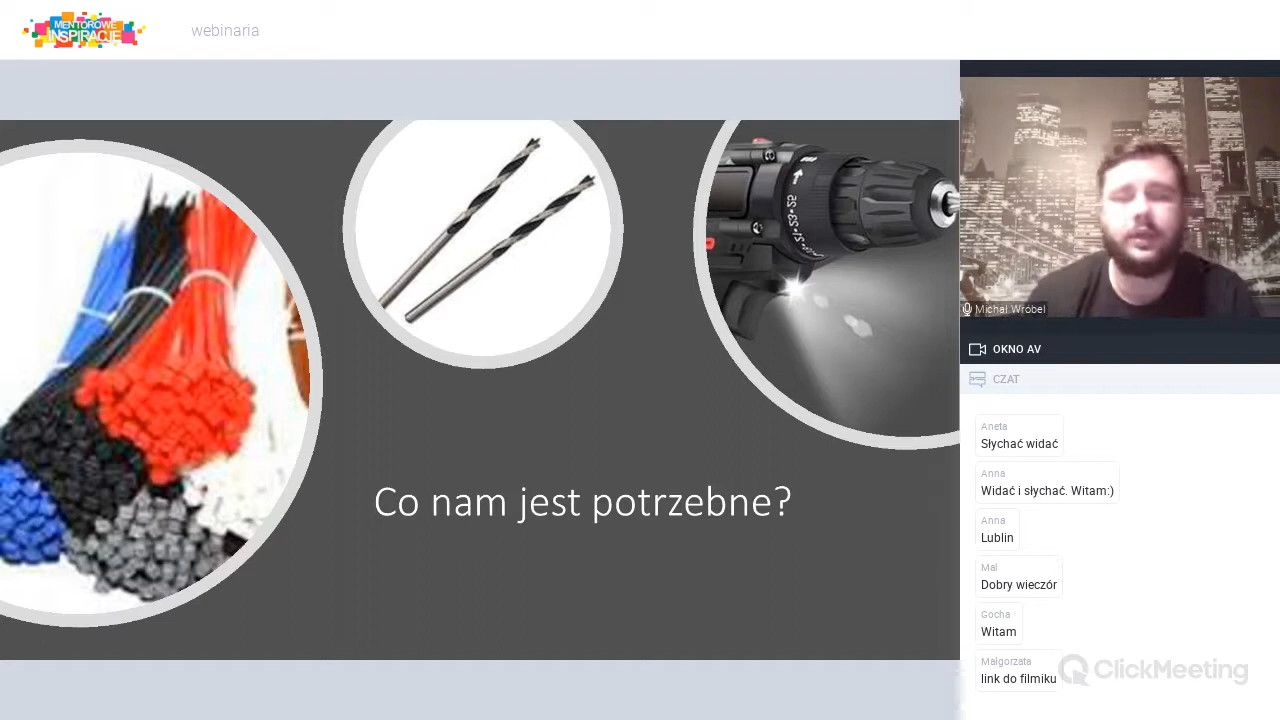 MENTOROWE
INSPIRACJE
webinaria
Co nam jest potrzebne?
Michał Wróbel
OKNO AV
CZAT
Aneta
Słychać widać
Anna
Widać i słychać. Witam:)
Anna
Lublin
Mal
Dobry wieczór
Gocha
Witam
Małgorzata
link do filmiku
ClickMeeting